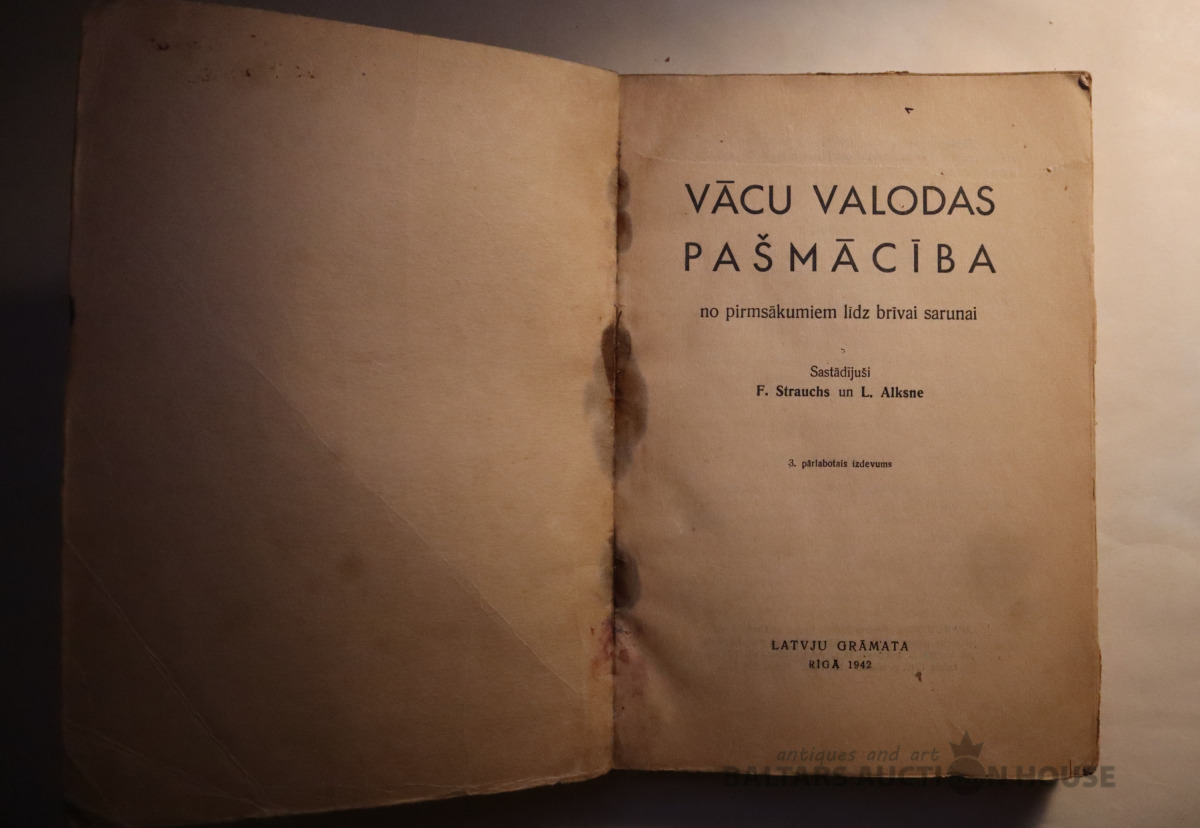 VĀCU VALODAS
PAŠMĀCĪBA
no pirmsākumiem līdz brīvai sarunai
Sastādījuši
F. Strauchs un L. Alksne
3. pārlabotais izdevums
LATVJU GRĀMATA
RĪGĀ 1942
antiques and art
BALTARS AUCTION HOUSE